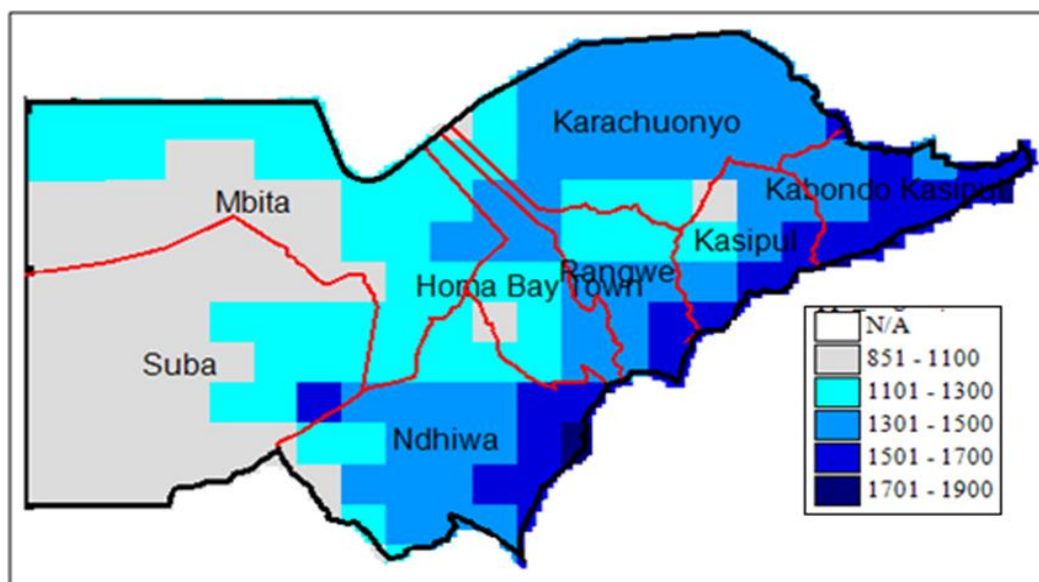 Karachuonyo
Mbita
Kabondo Kasipul
Kasipul
Homa Bay Town
Rangwe
Suba
Ndhiwa
N/A
851 - 1100
1101 - 1300
1301 - 1500
1501 - 1700
1701 - 1900